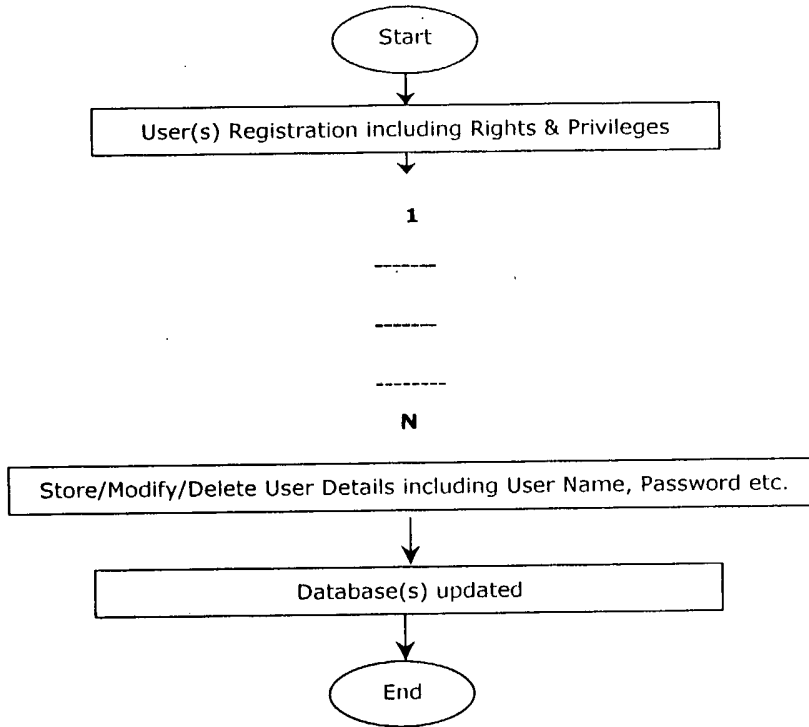 Start
User(s) Registration including Rights & Privileges
1
-------
-------
--------
N
Store/Modify/Delete User Details including User Name, Password etc.
Database(s) updated
End